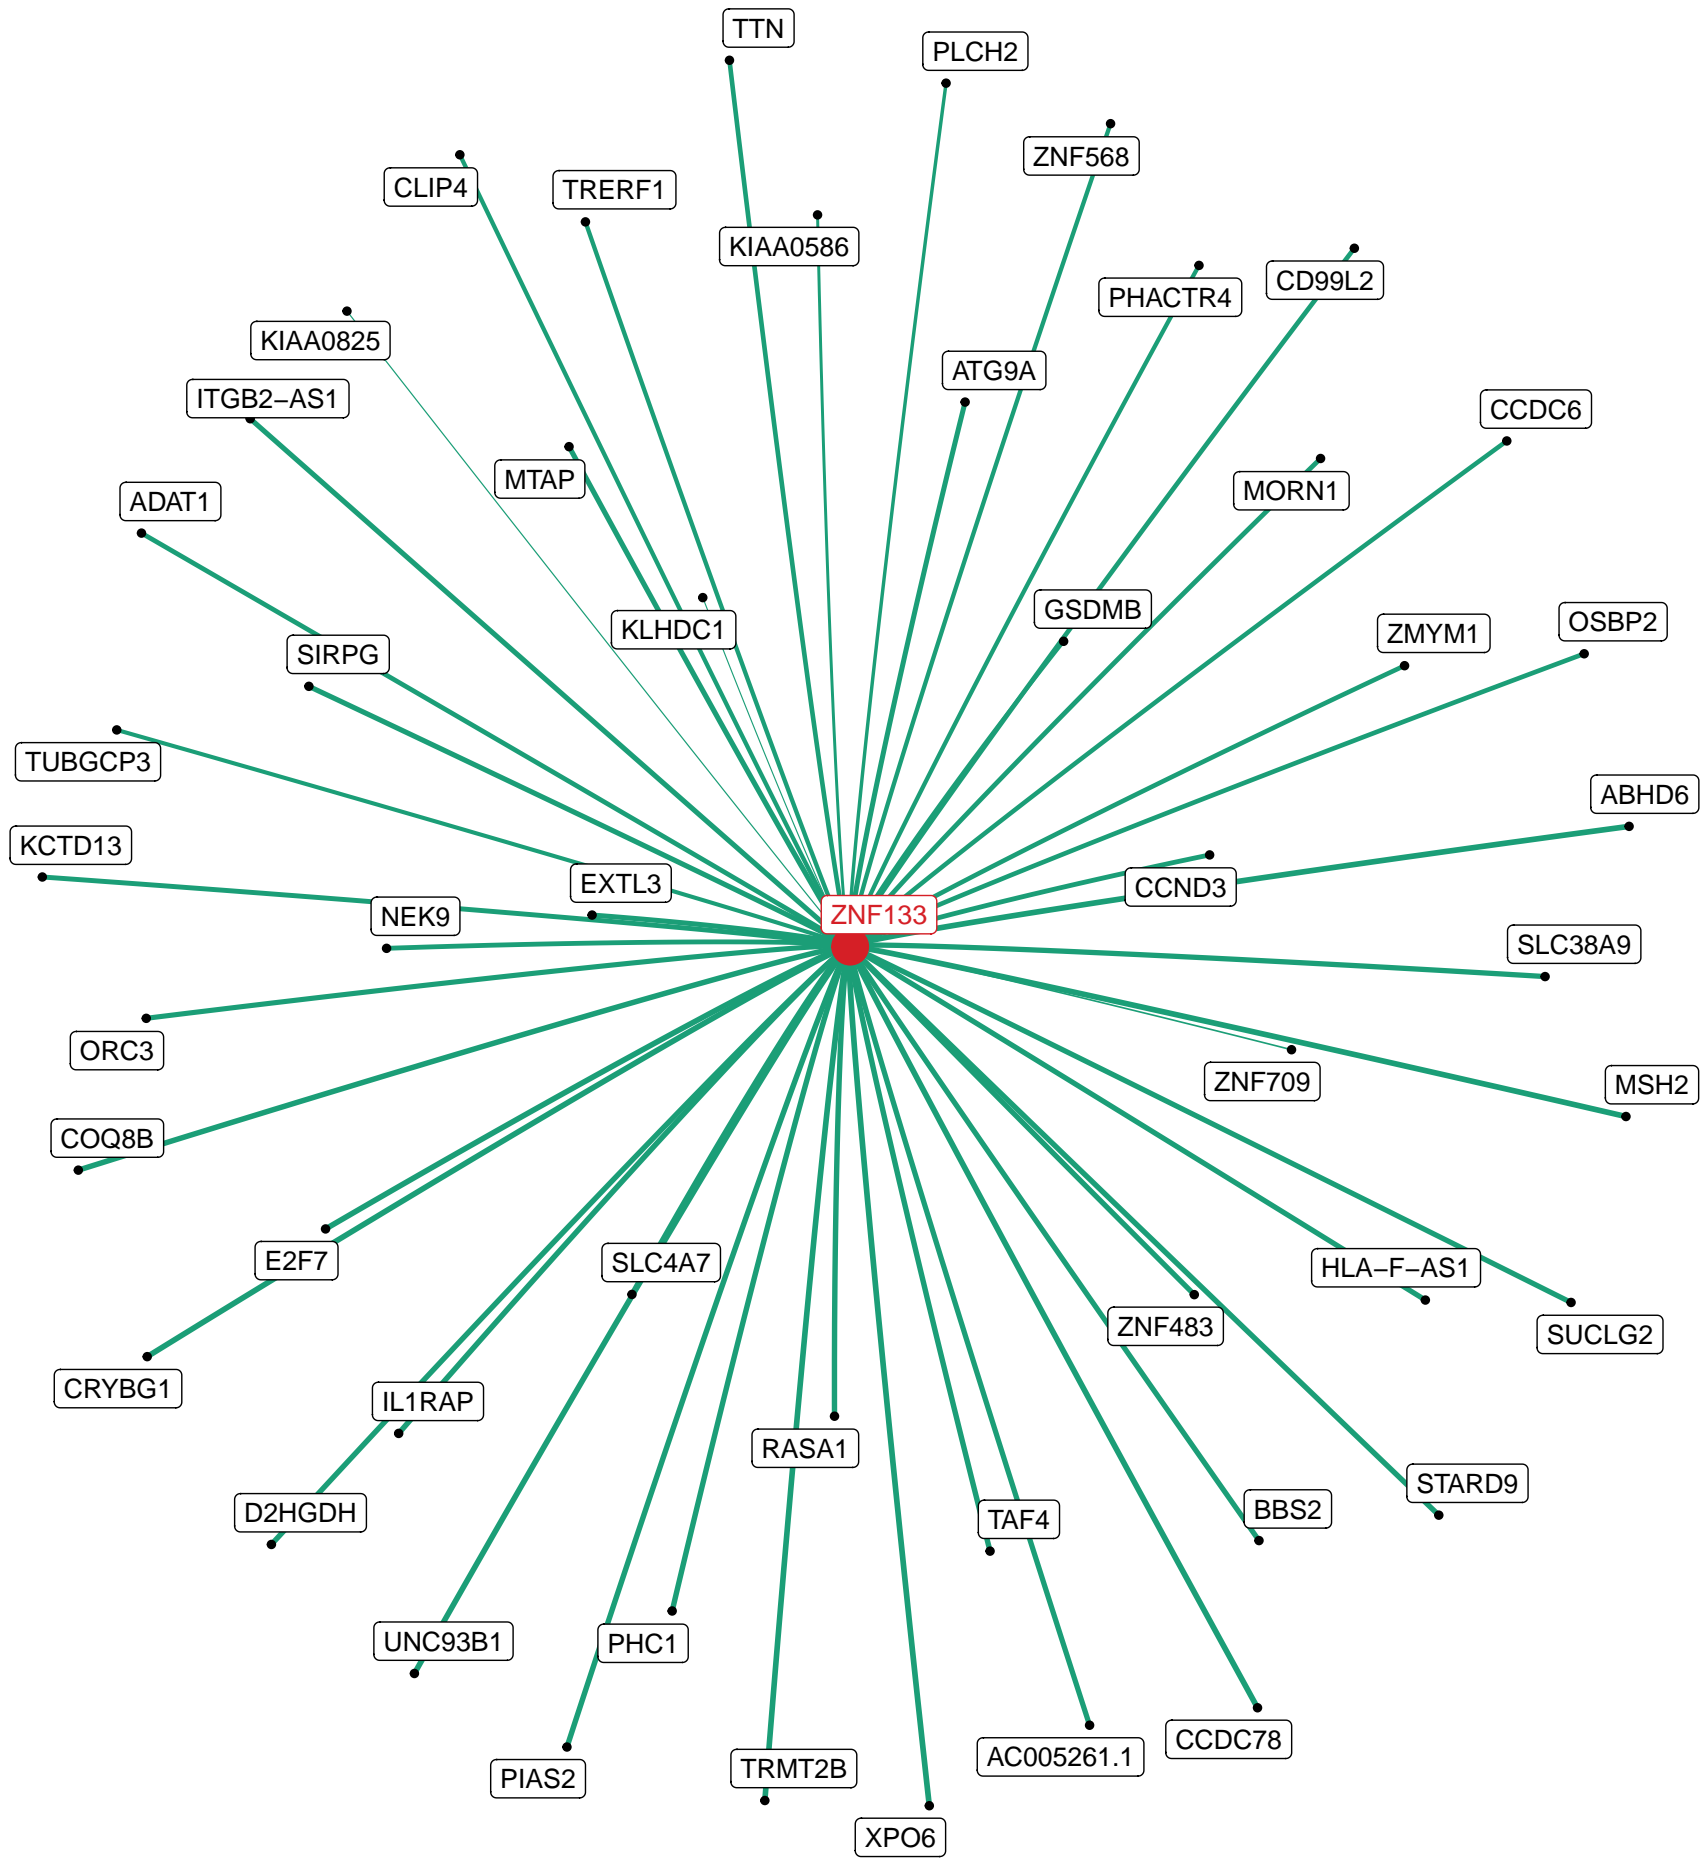 TTN
PLCH2
ZNF568
CLIP4
TRERF1
KIAA0586
CD99L2
PHACTR4
KIAA0825
ATG9A
ITGB2−AS1
CCDC6
MTAP
MORN1
ADAT1
GSDMB
OSBP2
KLHDC1
ZMYM1
SIRPG
TUBGCP3
ABHD6
KCTD13
EXTL3
CCND3
NEK9
ZNF133
SLC38A9
ORC3
ZNF709
MSH2
COQ8B
E2F7
SLC4A7
HLA−F−AS1
ZNF483
SUCLG2
CRYBG1
IL1RAP
RASA1
STARD9
D2HGDH
TAF4
BBS2
UNC93B1
PHC1
CCDC78
AC005261.1
TRMT2B
PIAS2
XPO6